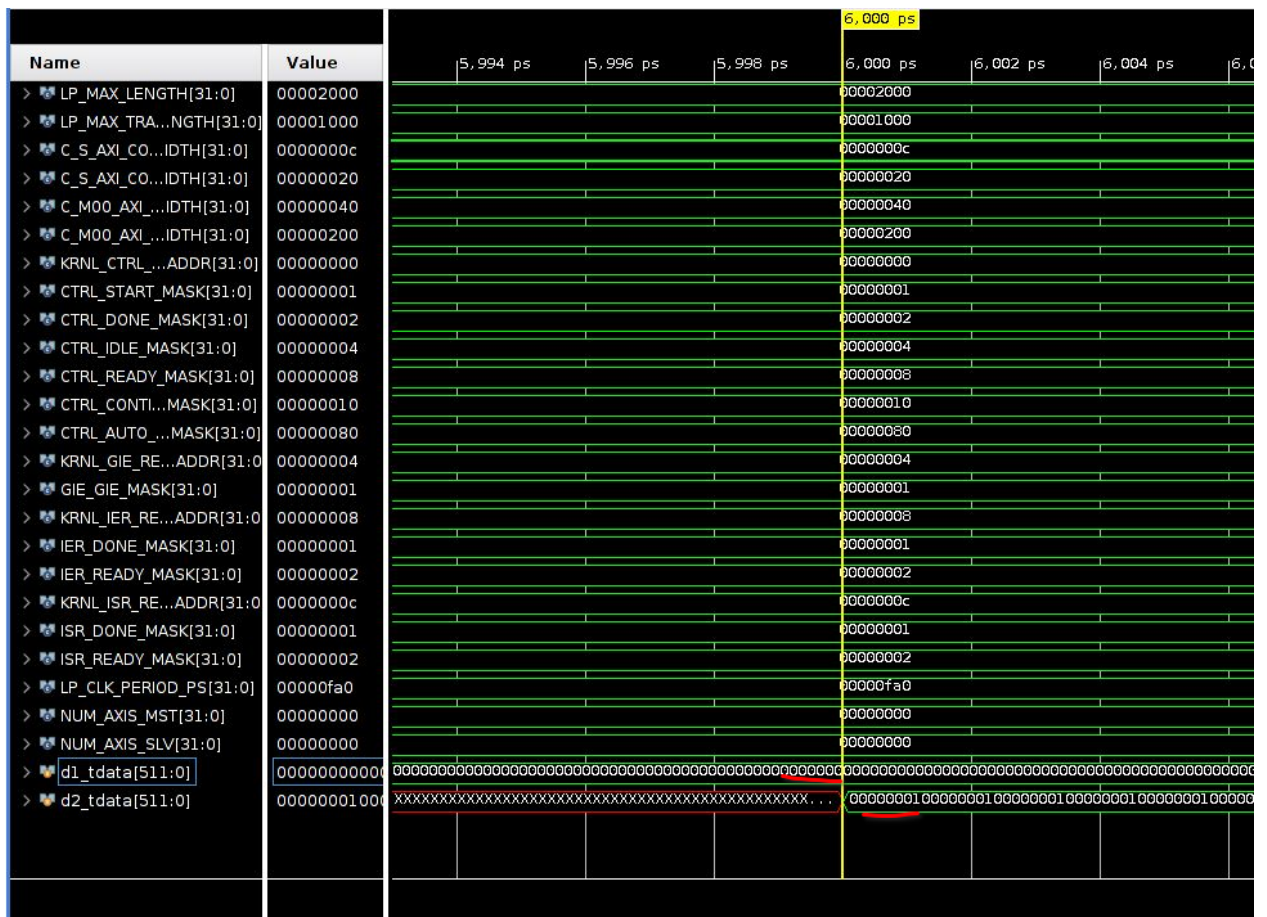 6,000 ps
Name Value 5,994 ps 5,996 ps 5,998 ps 6,000 ps 6,002 ps 6,004 ps 6,0
LP_MAX_LENGTH[31:0] 00002000 00002000
LP_MAX_TRA...NGTH[31:0] 00001000 00001000
C_S_AXI_CO...IDTH[31:0] 0000000c 0000000c
C_S_AXI_CO...IDTH[31:0] 00000020 00000020
C_M00_AXI_...IDTH[31:0] 00000040 00000040
C_M00_AXI_...IDTH[31:0] 00000200 00000200
KRNL_CTRL_...ADDR[31:0] 00000000 00000000
CTRL_START_MASK[31:0] 00000001 00000001
CTRL_DONE_MASK[31:0] 00000002 00000002
CTRL_IDLE_MASK[31:0] 00000004 00000004
CTRL_READY_MASK[31:0] 00000008 00000008
CTRL_CONTI...MASK[31:0] 00000010 00000010
CTRL_AUTO_...MASK[31:0] 00000080 00000080
KRNL_GIE_RE...ADDR[31:0 00000004 00000004
GIE_GIE_MASK[31:0] 00000001 00000001
KRNL_IER_RE...ADDR[31:0 00000008 00000008
IER_DONE_MASK[31:0] 00000001 00000001
IER_READY_MASK[31:0] 00000002 00000002
KRNL_ISR_RE...ADDR[31:0 0000000c 0000000c
ISR_DONE_MASK[31:0] 00000001 00000001
ISR_READY_MASK[31:0] 00000002 00000002
LP_CLK_PERIOD_PS[31:0] 00000fa0 00000fa0
NUM_AXIS_MST[31:0] 00000000 00000000
NUM_AXIS_SLV[31:0] 00000000 00000000
d1_tdata[511:0] 00000000000
d2_tdata[511:0] 00000001000 00000001000000010000000100000001000000010000